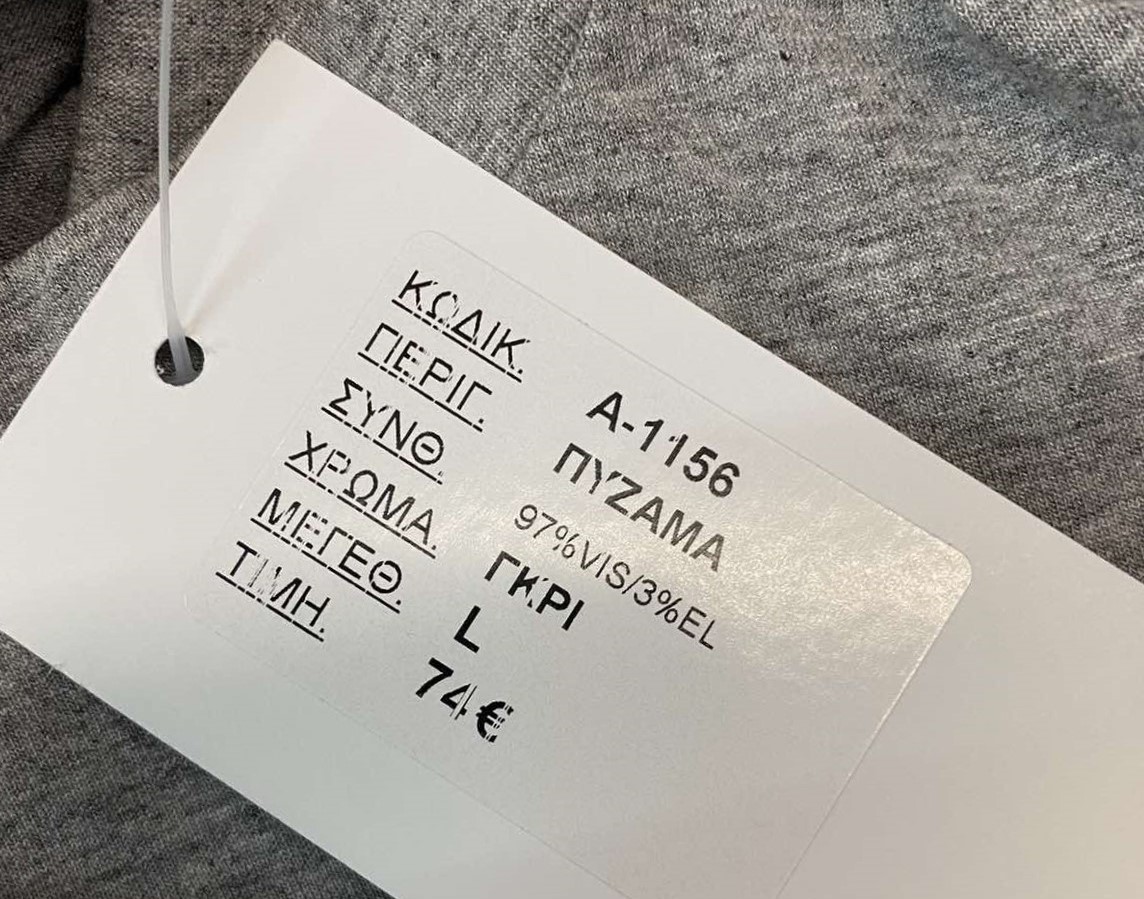 ΚΩΔΙΚ. Α-1156
ΠΕΡΙΓ. ΠΥΖΑΜΑ
ΣΥΝΘ. 97%VIS/3%EL
ΧΡΩΜΑ. ΓΚΡΙ
ΜΕΓΕΘ. L
ΤΙΜΗ. 74€